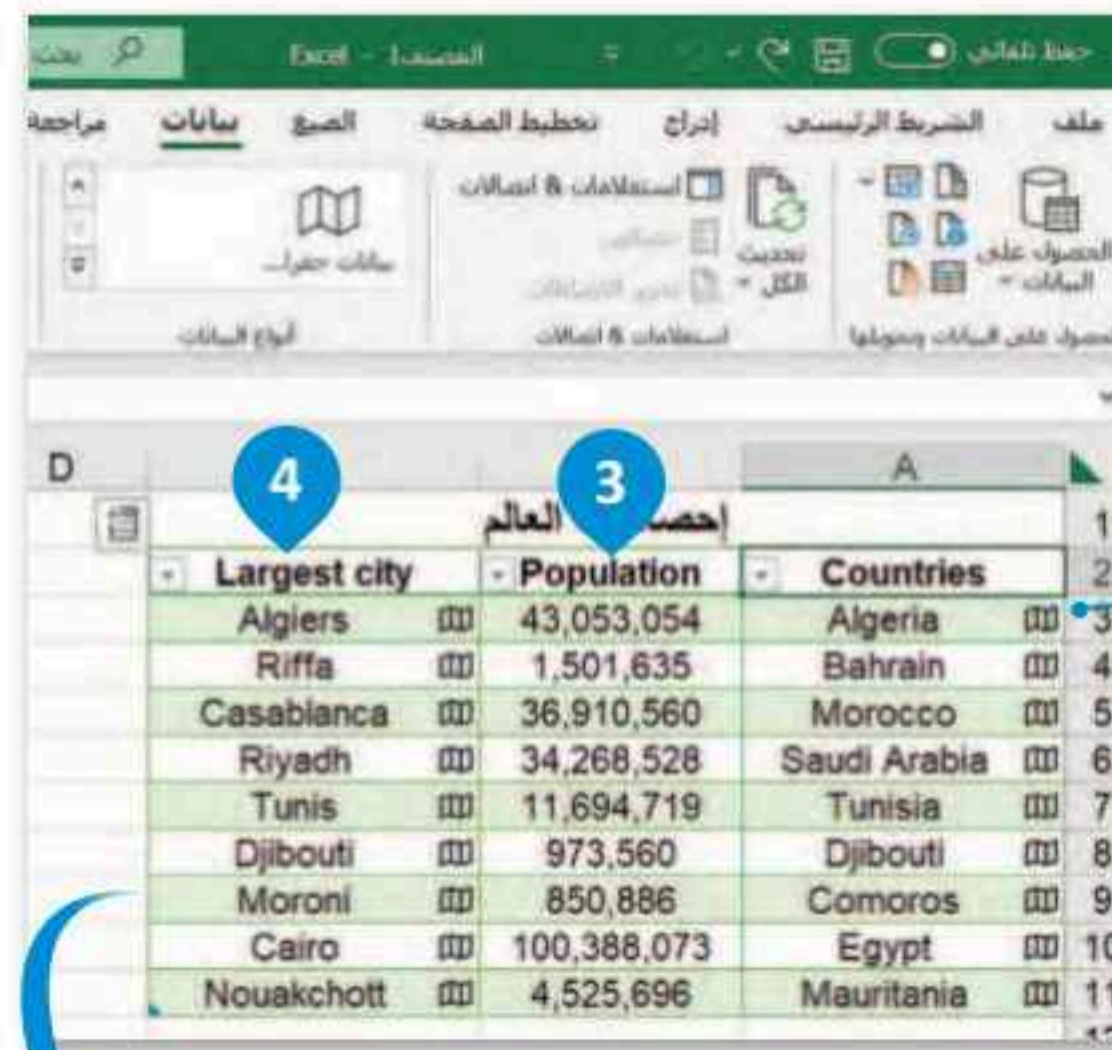 حفظ تلقائي المصنف1 - Excel بحث
ملف الشريط الرئيسي إدراج تخطيط الصفحة الصيغ بيانات مراجعة
الحصول على البيانات
تحديث الكل
استعلامات & اتصالات
أنواع البيانات
استعلامات & اتصالات
A D
4 3
1
2 Countries Population Largest city
3 Algeria 43,053,054 Algiers
4 Bahrain 1,501,635 Riffa
5 Morocco 36,910,560 Casablanca
6 Saudi Arabia 34,268,528 Riyadh
7 Tunisia 11,694,719 Tunis
8 Djibouti 973,560 Djibouti
9 Comoros 850,886 Moroni
10 Egypt 100,388,073 Cairo
11 Mauritania 4,525,696 Nouakchott